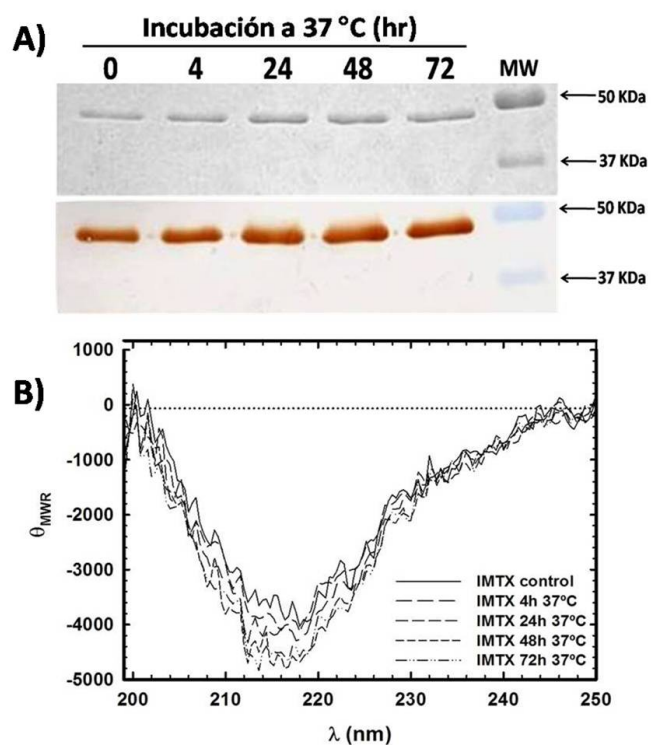 A)
Incubación a 37 °C (hr)
0 4 24 48 72 MW
50 KDa
37 KDa
50 KDa
37 KDa
B)
1000
0
-1000
-2000
-3000
-4000
-5000
θMWR
IMTX control
IMTX 4h 37ºC
IMTX 24h 37ºC
IMTX 48h 37ºC
IMTX 72h 37ºC
200 210 220 230 240 250
λ (nm)